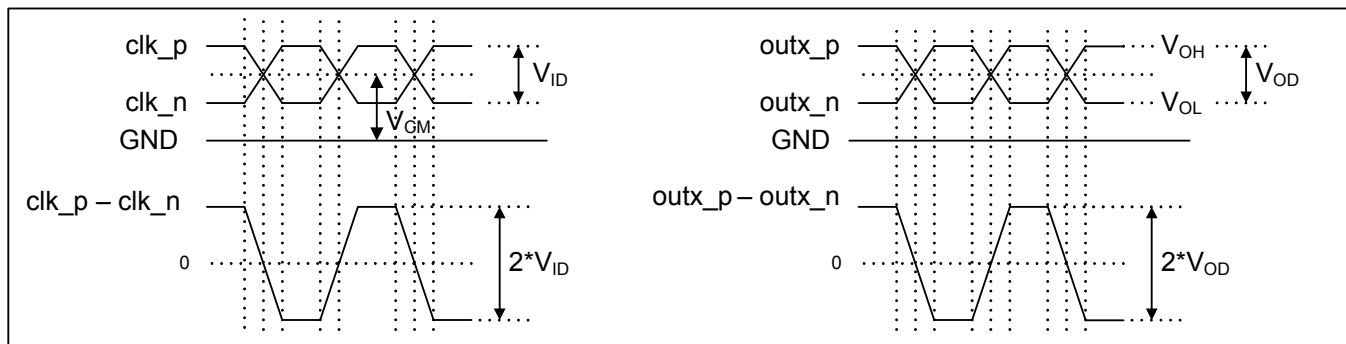 clk_p
clk_n
V_ID
V_CM
GND
clk_p – clk_n
0
2*V_ID
outx_p
outx_n
V_OH
V_OL
V_OD
GND
outx_p – outx_n
0
2*V_OD